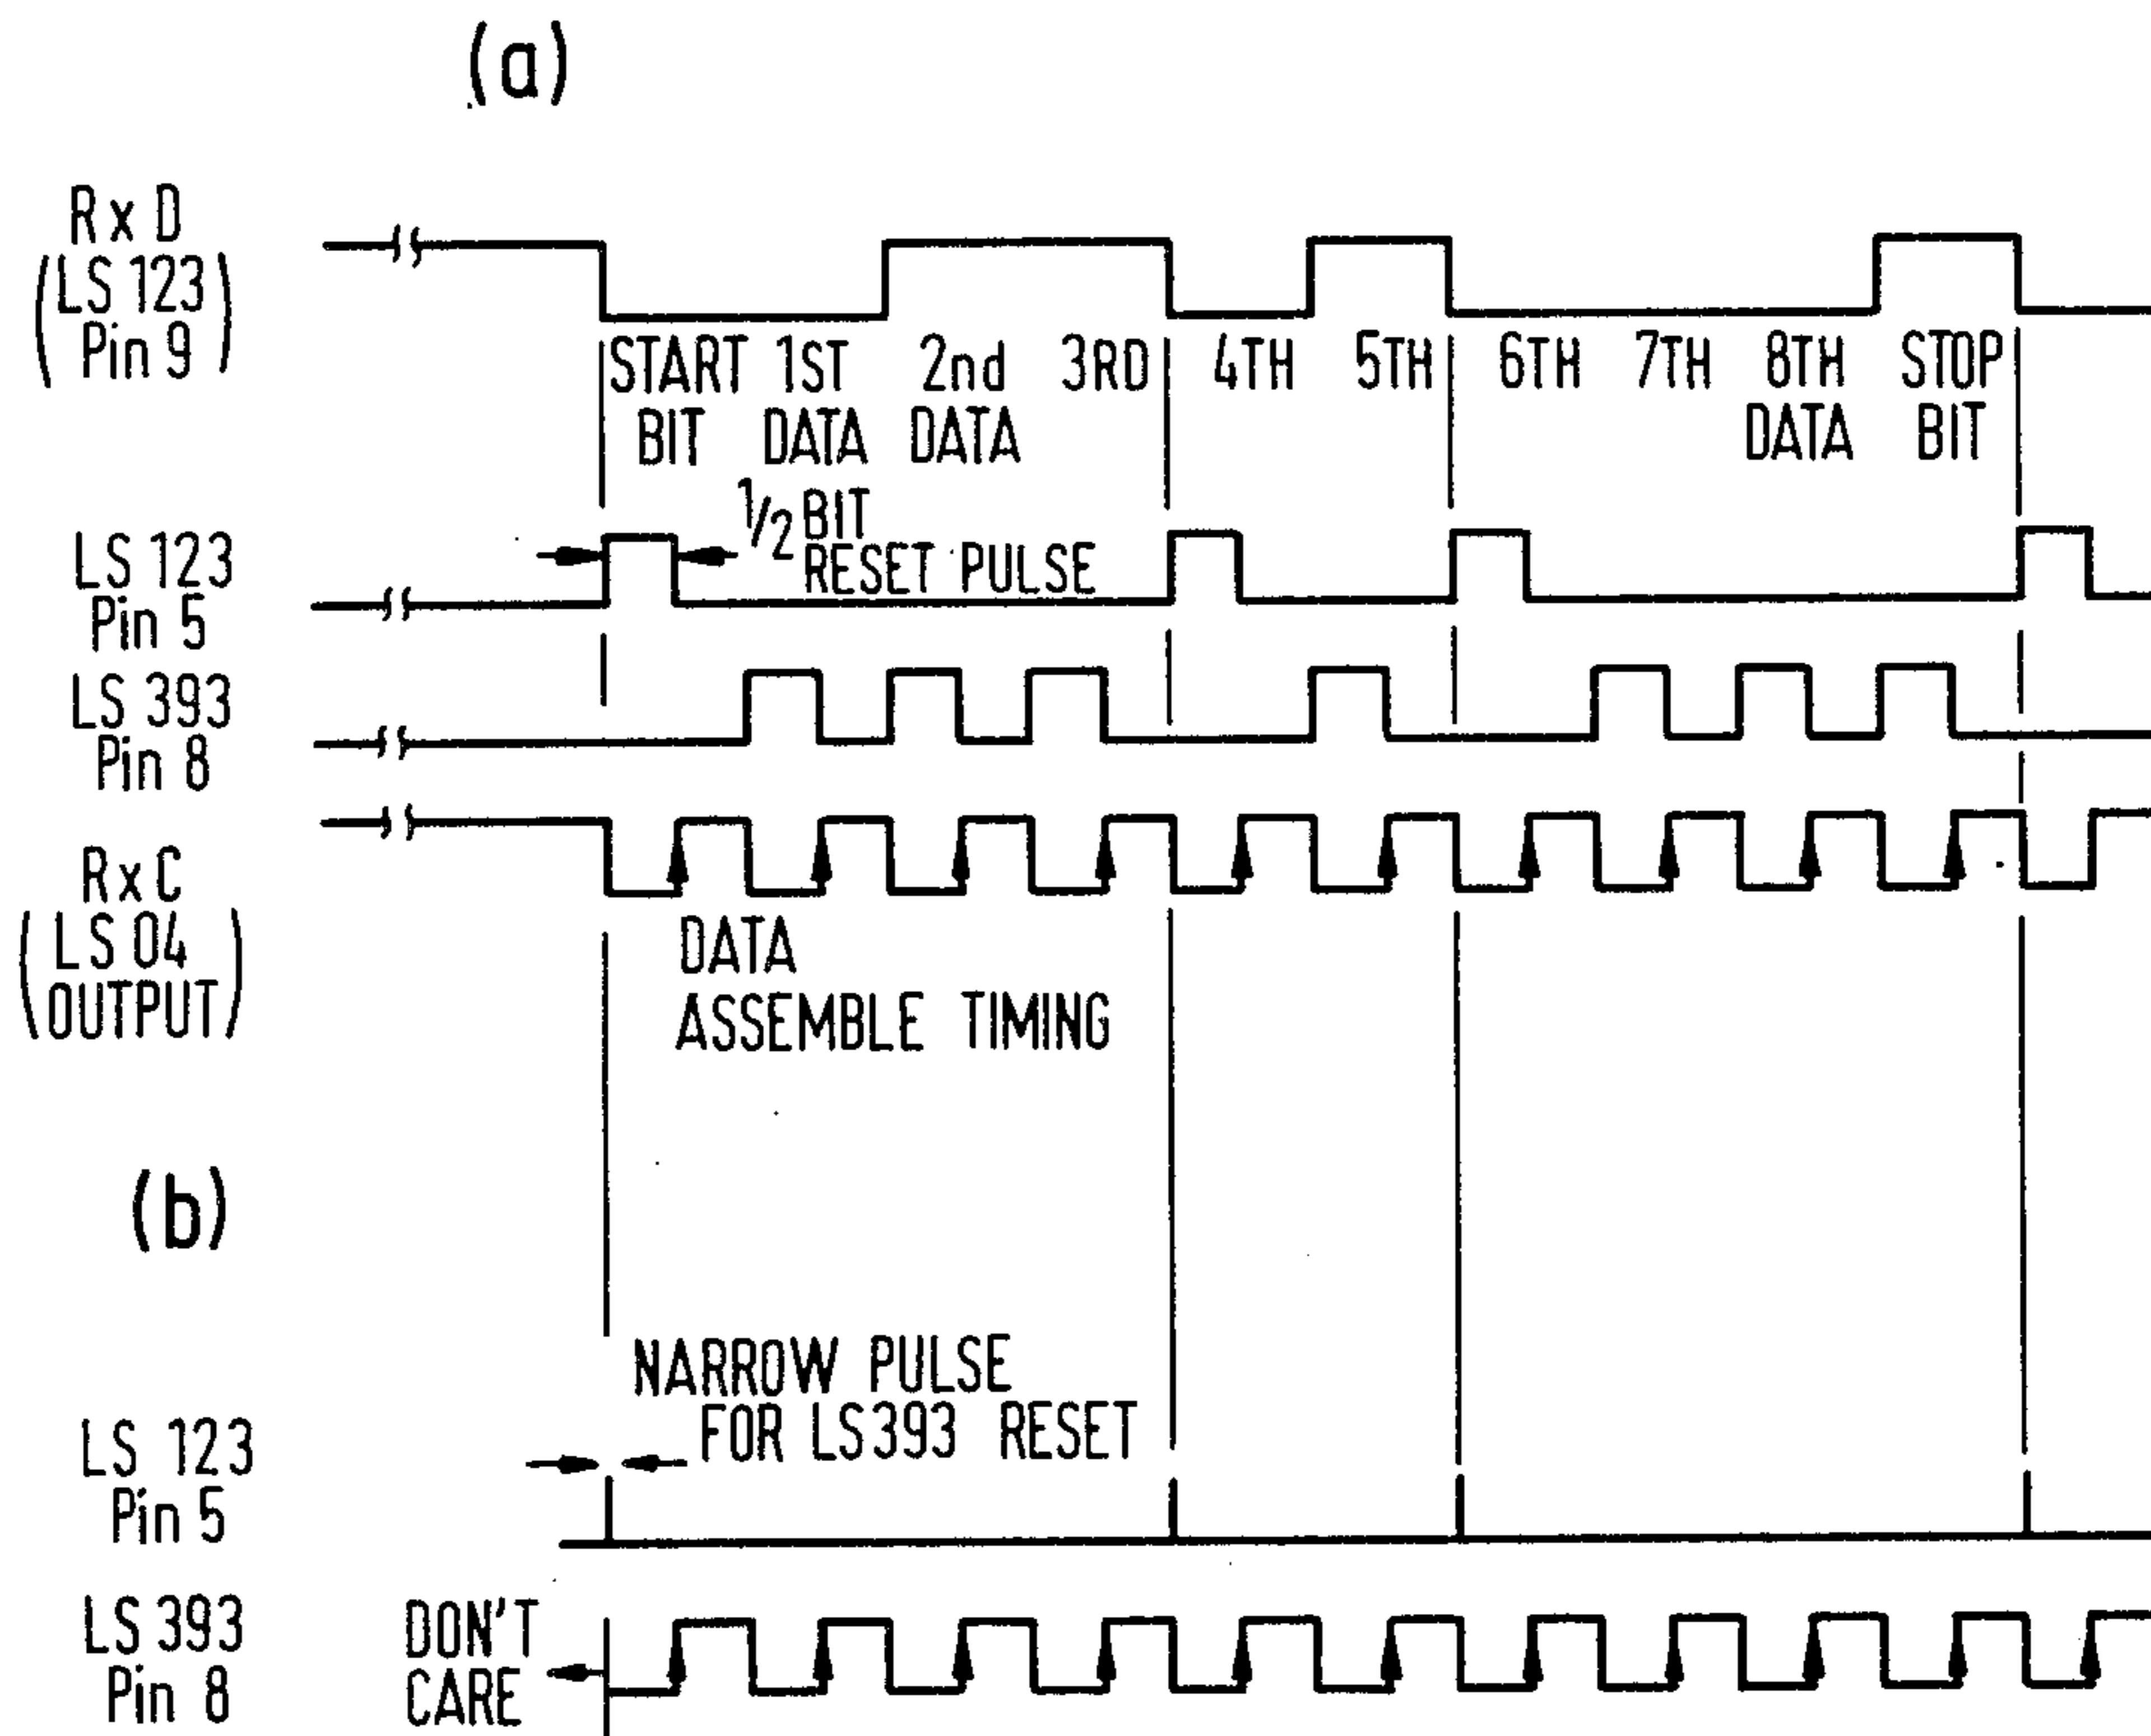 (a)
RxD
(LS 123
Pin 9)
START 1ST 2nd 3RD 4TH 5TH 6TH 7TH 8TH STOP
BIT DATA DATA DATA BIT
1/2 BIT
RESET PULSE
LS 123
Pin 5
LS 393
Pin 8
RxC
(LS 04
OUTPUT)
DATA
ASSEMBLE TIMING
(b)
NARROW PULSE
FOR LS393 RESET
LS 123
Pin 5
LS 393
Pin 8
DON'T
CARE